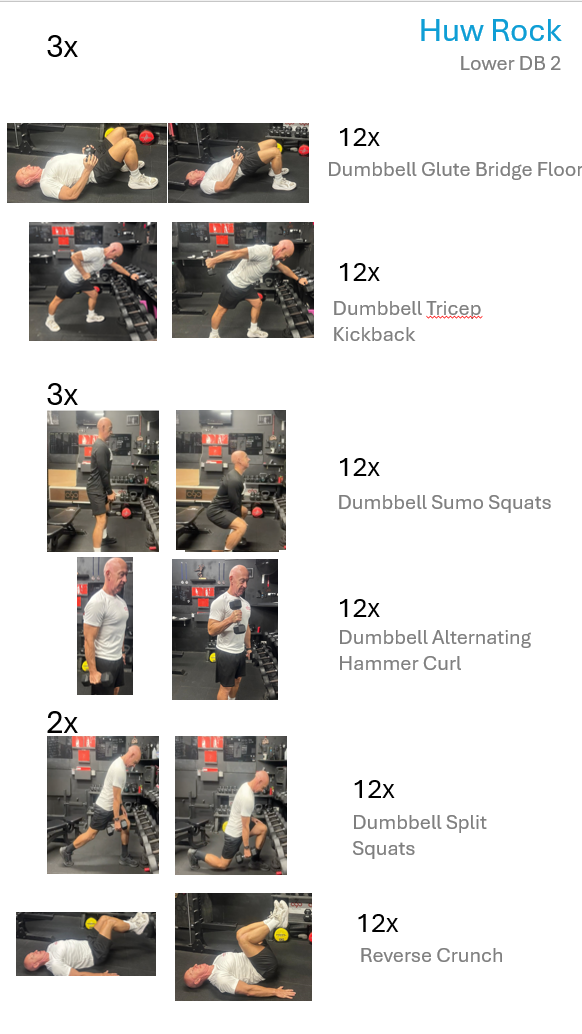 3x
Huw Rock
Lower DB 2
12x
Dumbbell Glute Bridge Floor
12x
Dumbbell Tricep
Kickback
3x
12x
Dumbbell Sumo Squats
12x
Dumbbell Alternating
Hammer Curl
2x
12x
Dumbbell Split
Squats
12x
Reverse Crunch